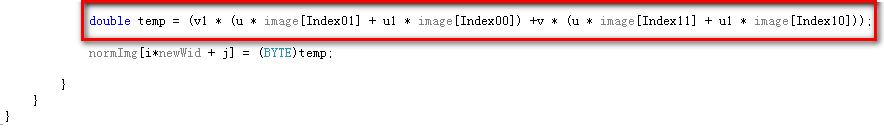 double temp = (v1 * (u * image[Index01] + u1 * image[Index00]) +v * (u * image[Index11] + u1 * image[Index10]));
normImg[i*newWid + j] = (BYTE)temp;
}
}
}